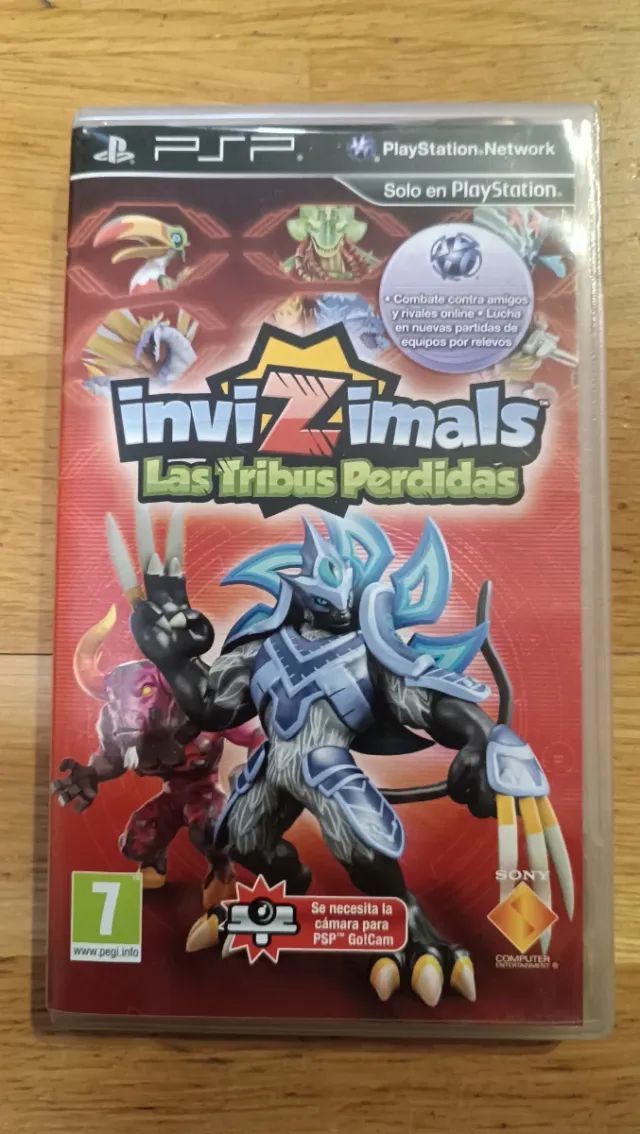 PSP
PlayStation®Network
Solo en PlayStation®
• Combate contra amigos
y rivales online • Lucha
en nuevas partidas de
equipos por relevos
inviZimals™
Las Tribus Perdidas
7
www.pegi.info
Se necesita la
cámara para
PSP™ Go!Cam
SONY
COMPUTER
ENTERTAINMENT®